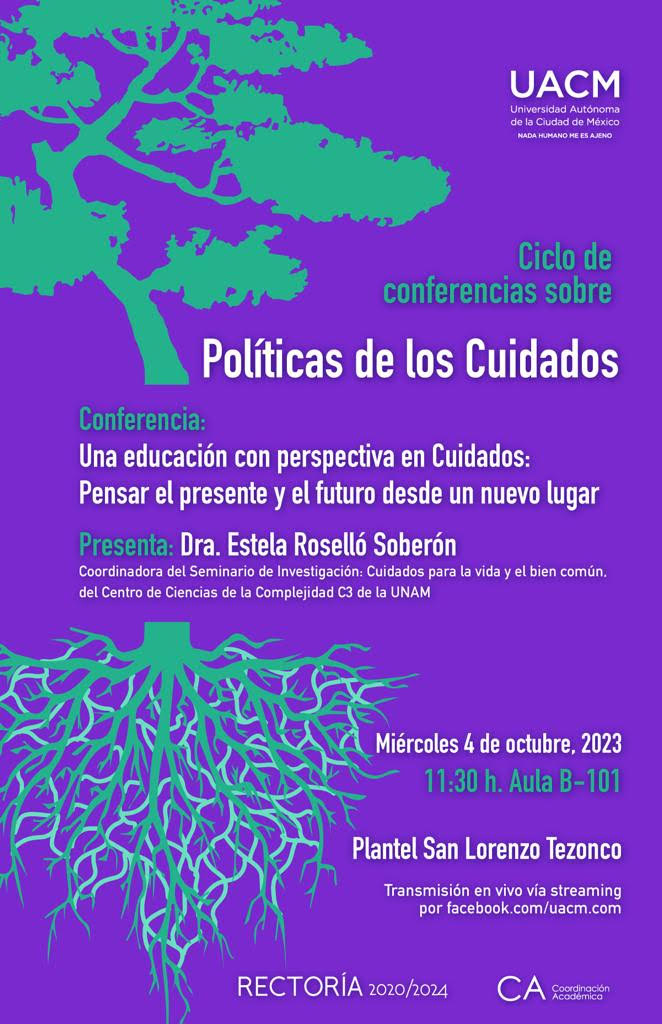 UACM
Universidad Autónoma
de la Ciudad de México
NADA HUMANO ME ES AJENO
Ciclo de
conferencias sobre
Políticas de los Cuidados
Conferencia:
Una educación con perspectiva en Cuidados:
Pensar el presente y el futuro desde un nuevo lugar
Presenta: Dra. Estela Roselló Soberón
Coordinadora del Seminario de Investigación: Cuidados para la vida y el bien común,
del Centro de Ciencias de la Complejidad C3 de la UNAM
Miércoles 4 de octubre, 2023
11:30 h. Aula B-101
Plantel San Lorenzo Tezonco
Transmisión en vivo vía streaming
por facebook.com/uacm.com
RECTORÍA 2020/2024
CA Coordinación
Académica